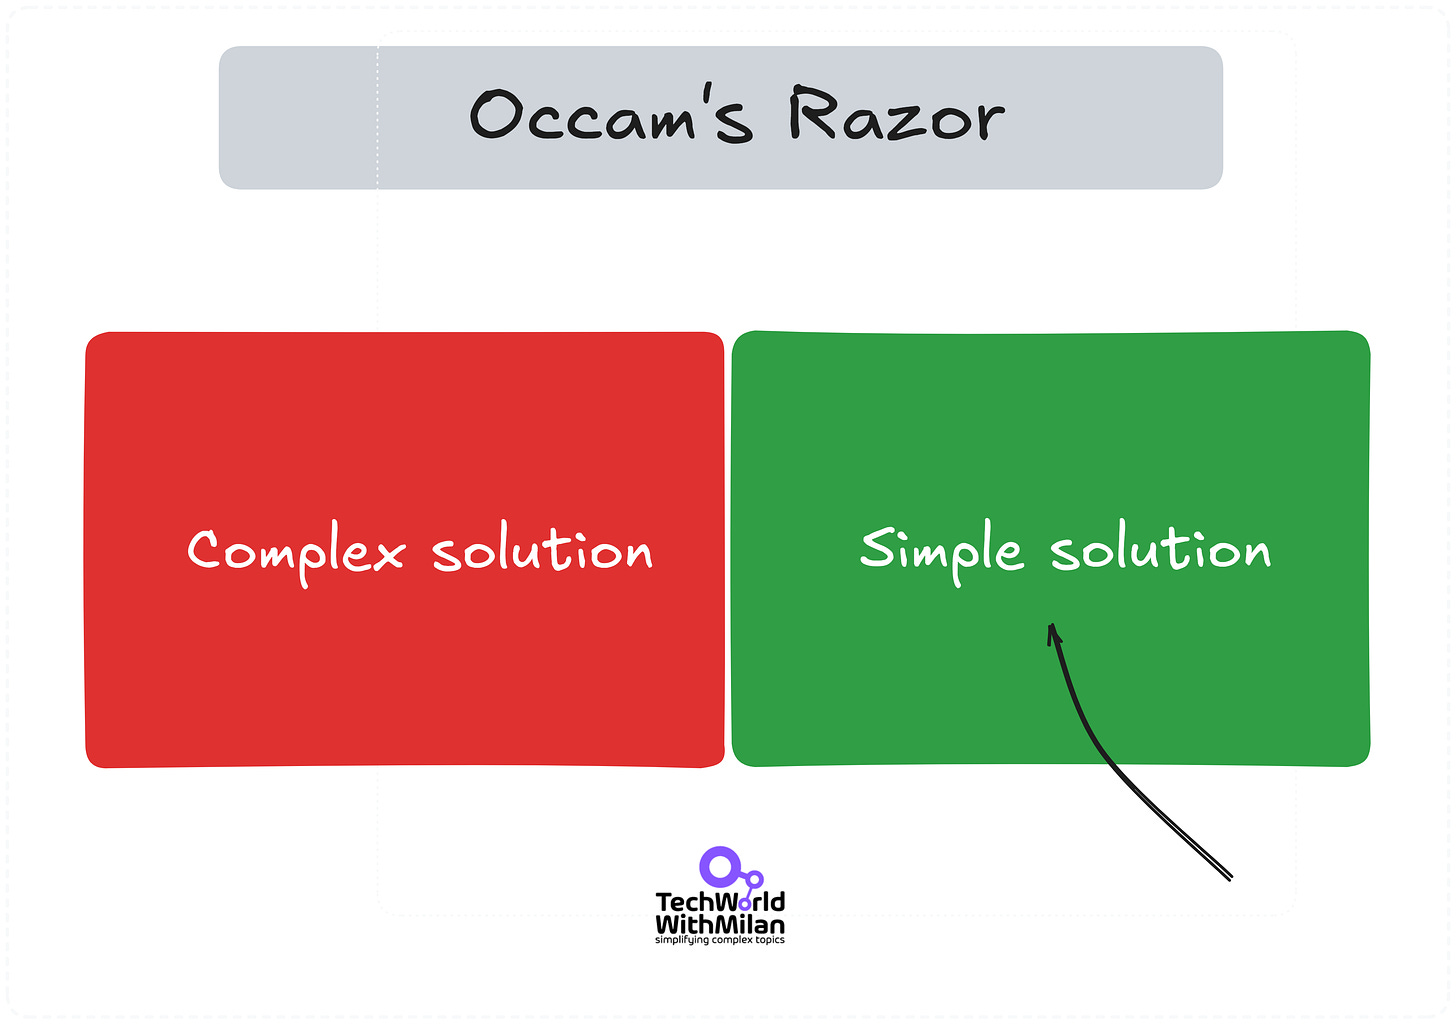 Occam's Razor
Complex solution
Simple solution
TechWorld
WithMilan
simplifying complex topics